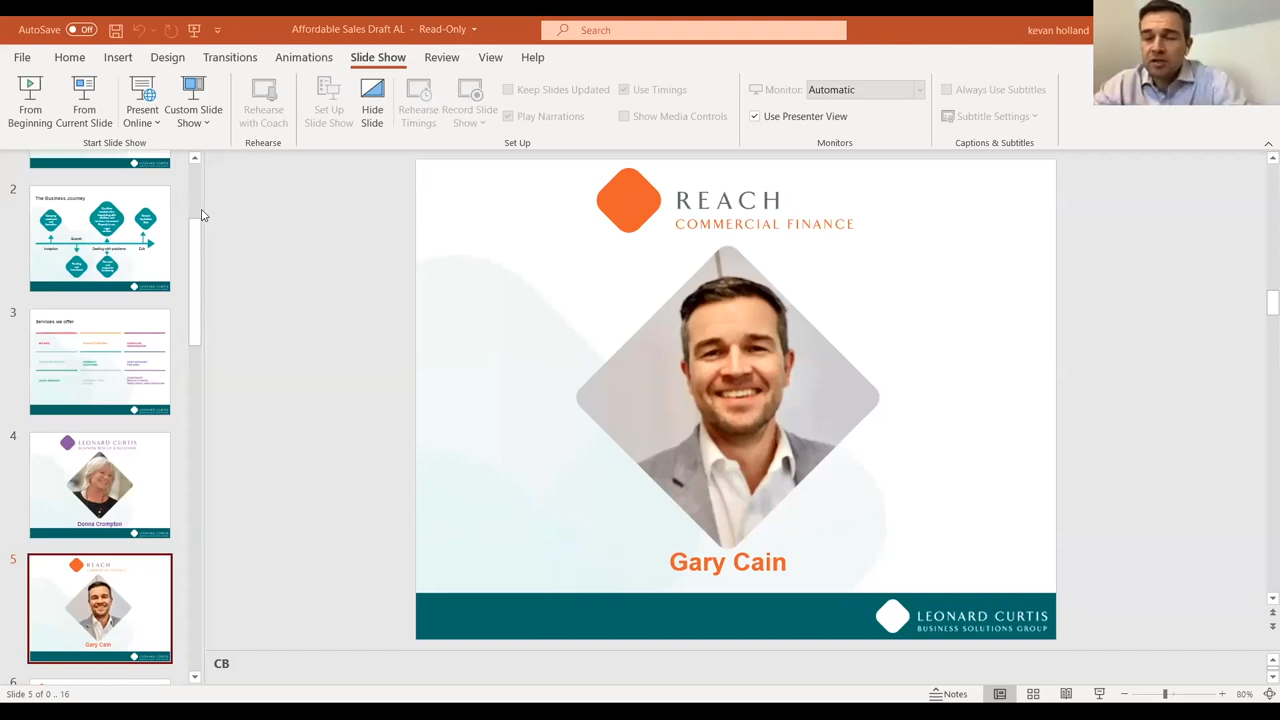 AutoSave Off
Affordable Sales Draft AL - Read-Only
Search
kevan holland
File Home Insert Design Transitions Animations Slide Show Review View Help
From Beginning
From Current Slide
Present Online
Custom Slide Show
Rehearse with Coach
Set Up Slide Show
Hide Slide
Rehearse Timings
Record Slide Show
Keep Slides Updated
Play Narrations
Use Timings
Show Media Controls
Monitor: Automatic
Use Presenter View
Always Use Subtitles
Subtitle Settings
Start Slide Show
Rehearse
Set Up
Monitors
Captions & Subtitles
2
The Business Journey
3
Services we offer
4
LEONARD CURTIS
Donna Crompton
5
REACH
COMMERCIAL FINANCE
Gary Cain
6
REACH
COMMERCIAL FINANCE
Gary Cain
LEONARD CURTIS
BUSINESS SOLUTIONS GROUP
CB
Slide 5 of 0 .. 16
Notes
80%